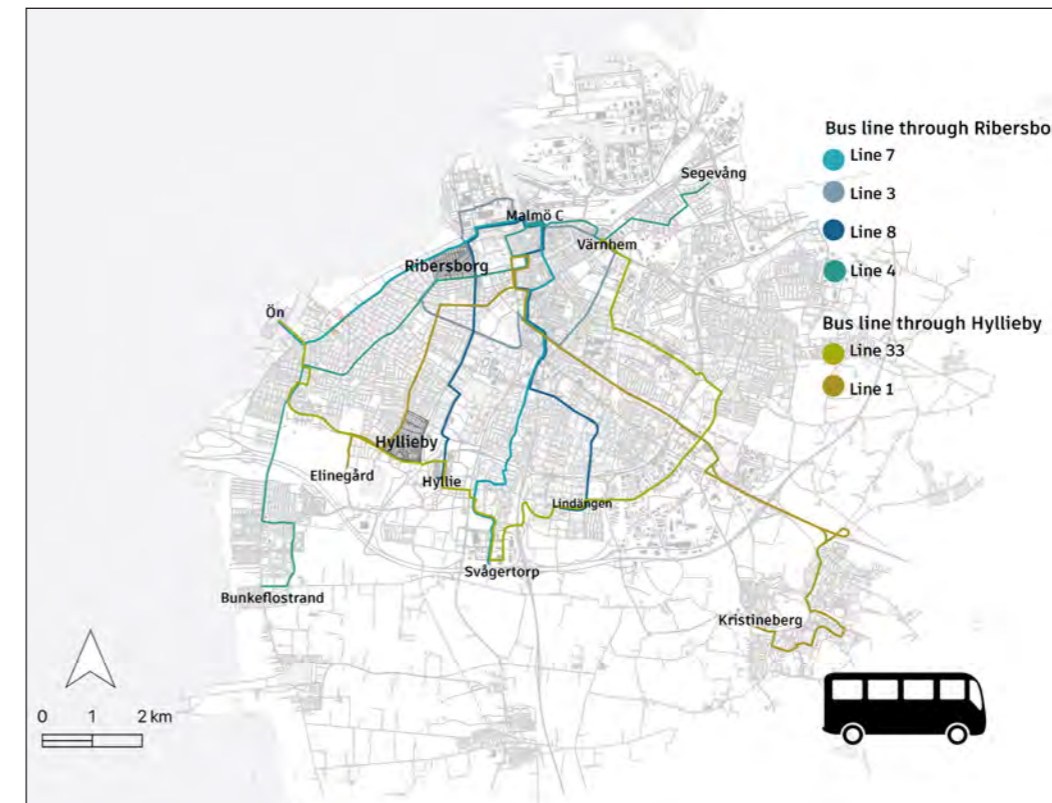 Bus line through Ribersbo
Line 7
Line 3
Line 8
Line 4
Bus line through Hyllieby
Line 33
Line 1
Segevång
Malmö C
Värnhem
Ribersborg
Ön
Hyllieby
Elinegård
Hyllie
Lindängen
Svågertorp
Bunkeflostrand
Kristineberg
0 1 2 km